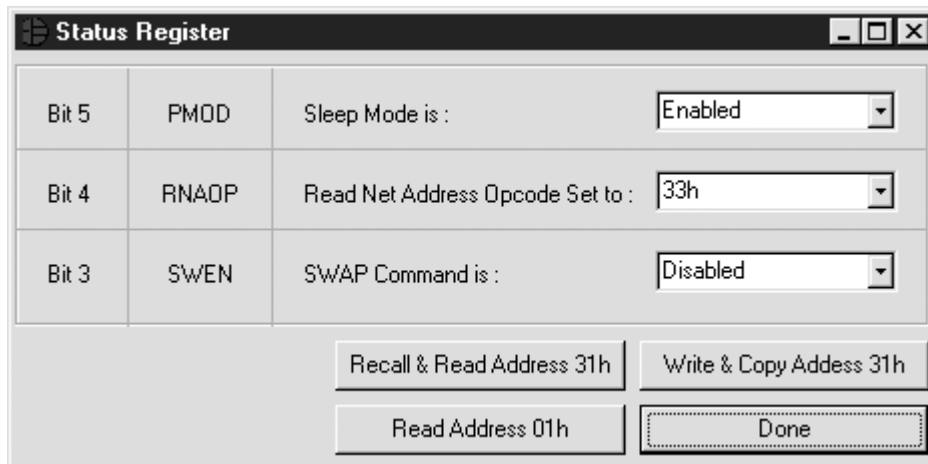 Status Register
Bit 5 PMOD Sleep Mode is : Enabled
Bit 4 RNAOP Read Net Address Opcode Set to : 33h
Bit 3 SWEN SWAP Command is : Disabled
Recall & Read Address 31h Write & Copy Addess 31h
Read Address 01h Done